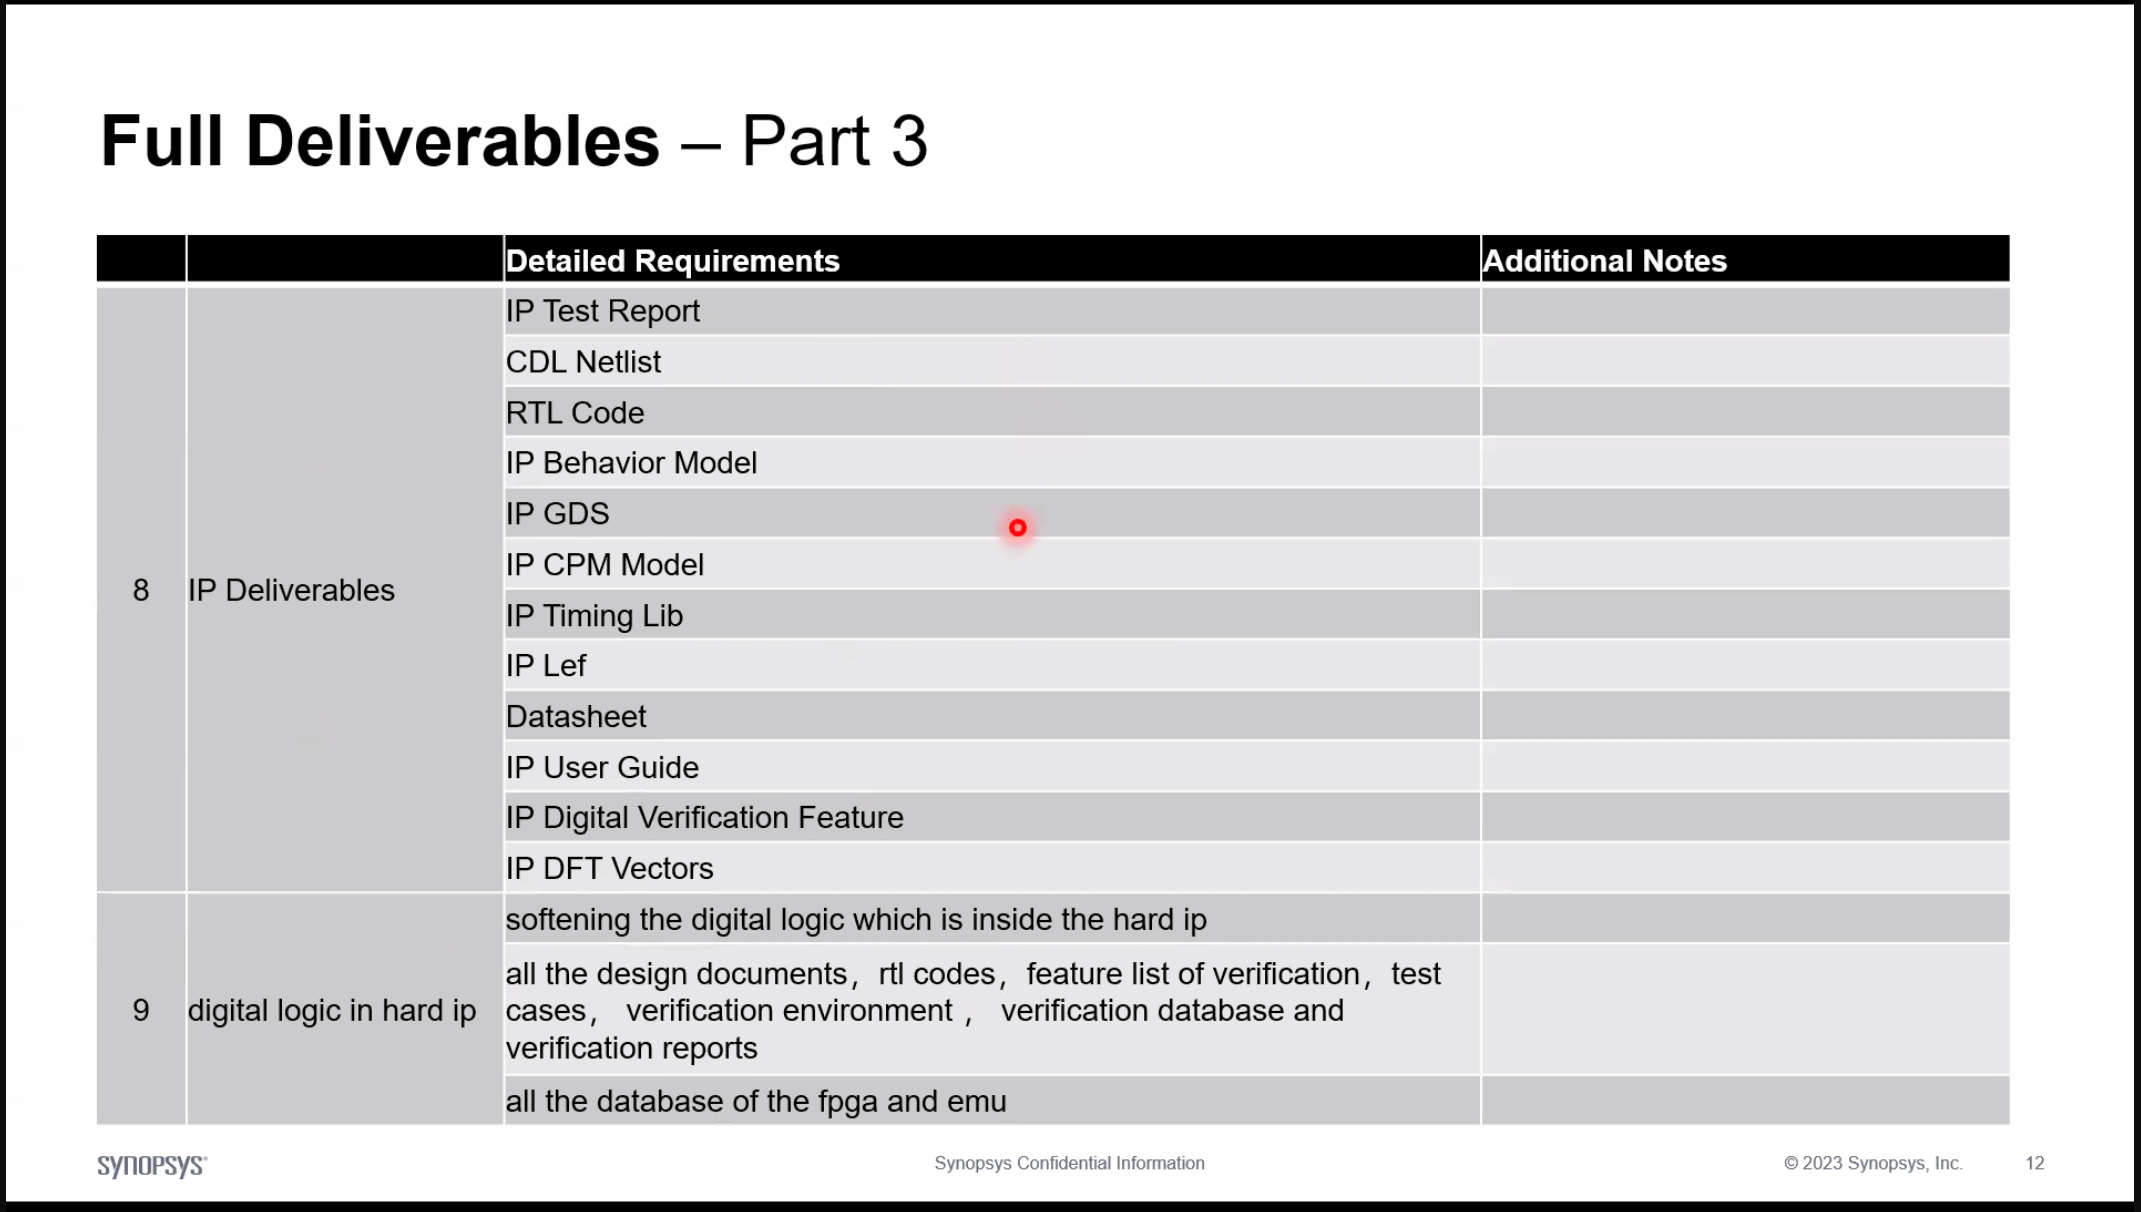 Full Deliverables – Part 3
Detailed Requirements
Additional Notes
8
IP Deliverables
IP Test Report
CDL Netlist
RTL Code
IP Behavior Model
IP GDS
IP CPM Model
IP Timing Lib
IP Lef
Datasheet
IP User Guide
IP Digital Verification Feature
IP DFT Vectors
9
digital logic in hard ip
softening the digital logic which is inside the hard ip
all the design documents，rtl codes，feature list of verification，test
cases， verification environment ， verification database and
verification reports
all the database of the fpga and emu
SYNOPSYS®
Synopsys Confidential Information
© 2023 Synopsys, Inc.
12